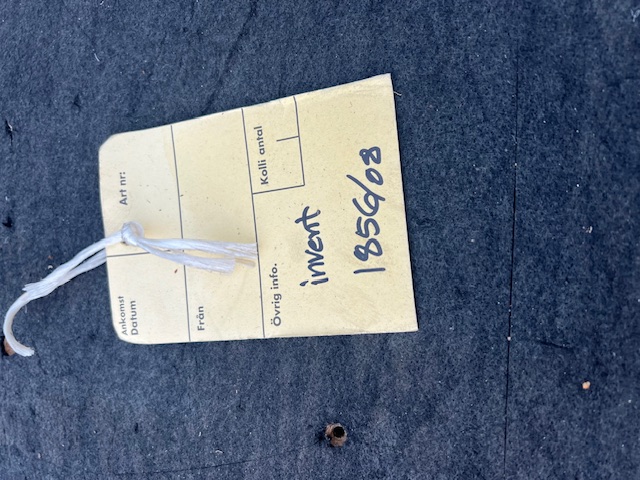 Ankomst
Datum
Art nr:
Från
Kolli antal
Övrig info.
invent
1856/08